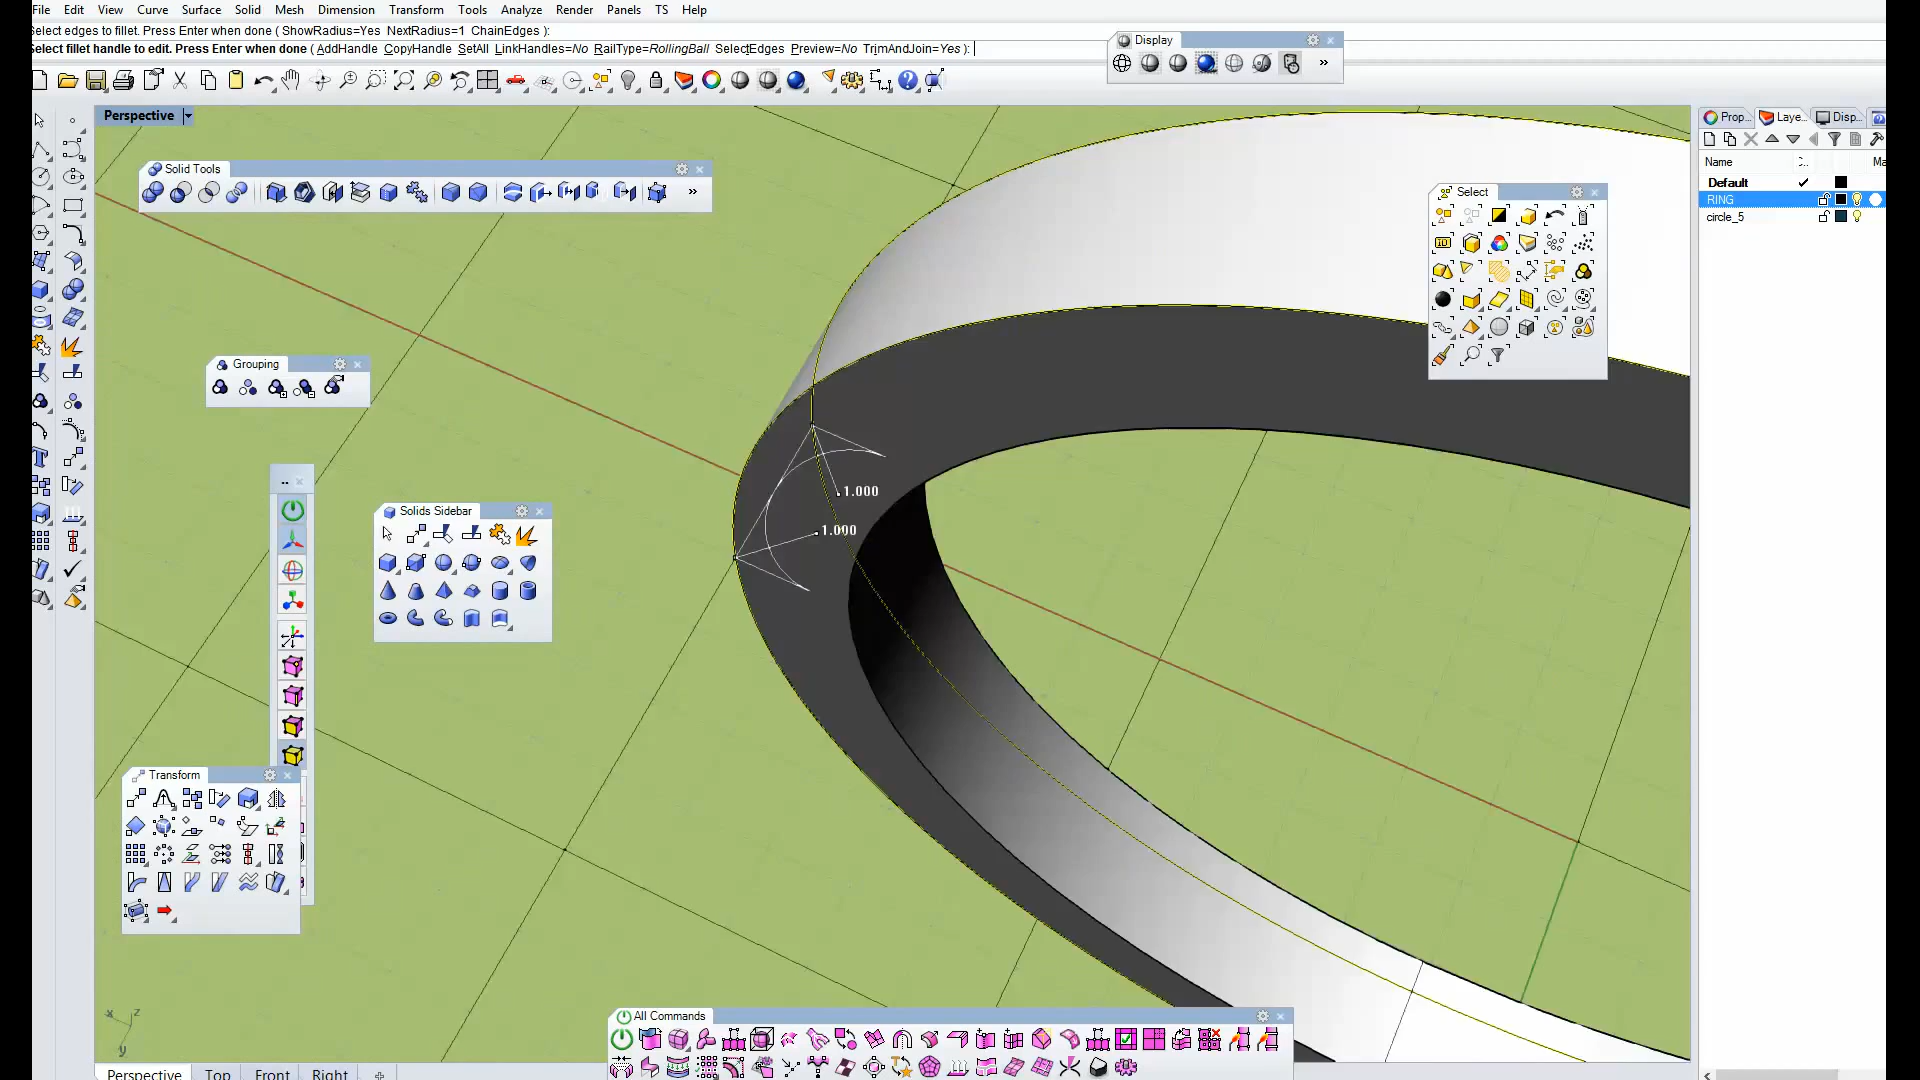 File Edit View Curve Surface Solid Mesh Dimension Transform Tools Analyze Render Panels TS Help
Select edges to fillet. Press Enter when done ( ShowRadius=Yes NextRadius=1 ChainEdges ):
Select fillet handle to edit. Press Enter when done ( AddHandle CopyHandle SetAll LinkHandles=No RailType=RollingBall SelectEdges Preview=No TrimAndJoin=Yes ):
Display
Perspective
Prop... Laye... Disp...
Name Ma
Default
RING
circle_5
Solid Tools
Select
Grouping
1.000
1.000
.. 
Solids Sidebar
Transform
x z
y
All Commands
Perspective Top Front Right